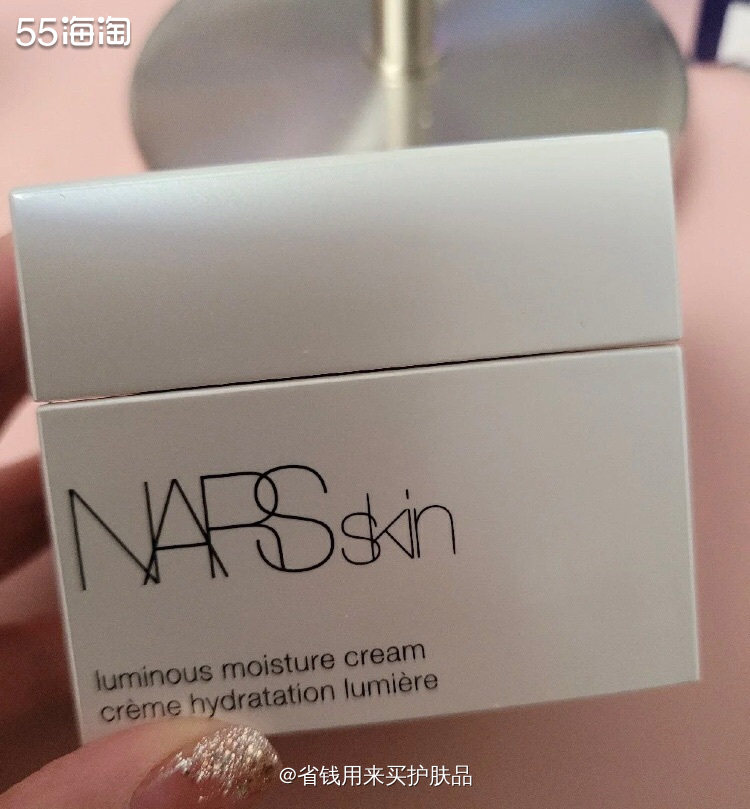 55海淘
NARS skin
luminous moisture cream
crème hydratation lumière
@省钱用来买护肤品